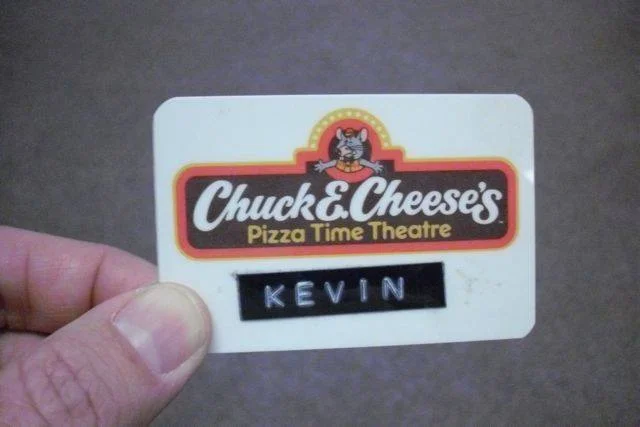 Chuck E. Cheese's
Pizza Time Theatre
KEVIN